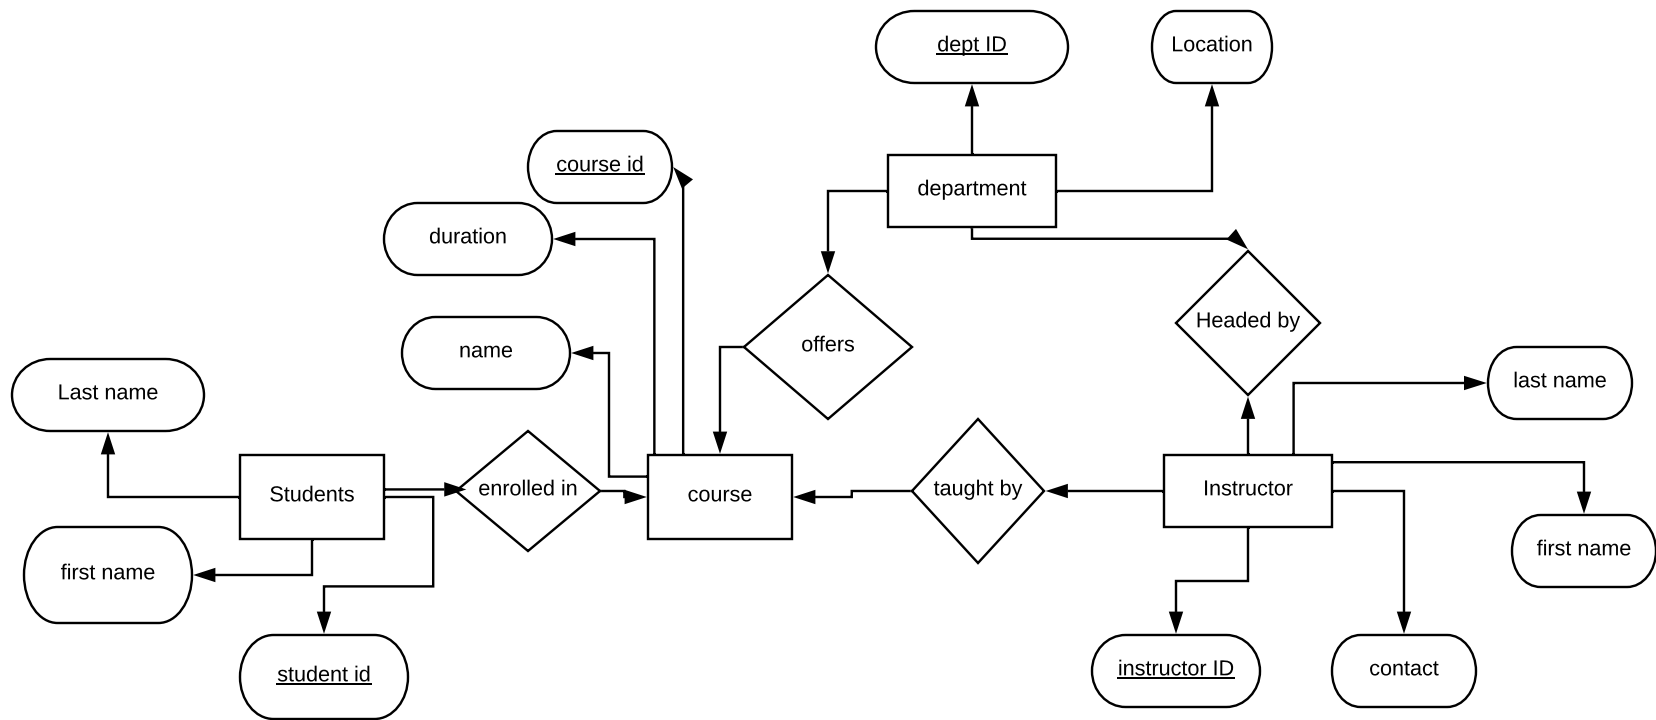 dept ID
Location
course id
department
duration
Headed by
offers
name
last name
Last name
enrolled in
Students
course
taught by
Instructor
first name
first name
student id
instructor ID
contact